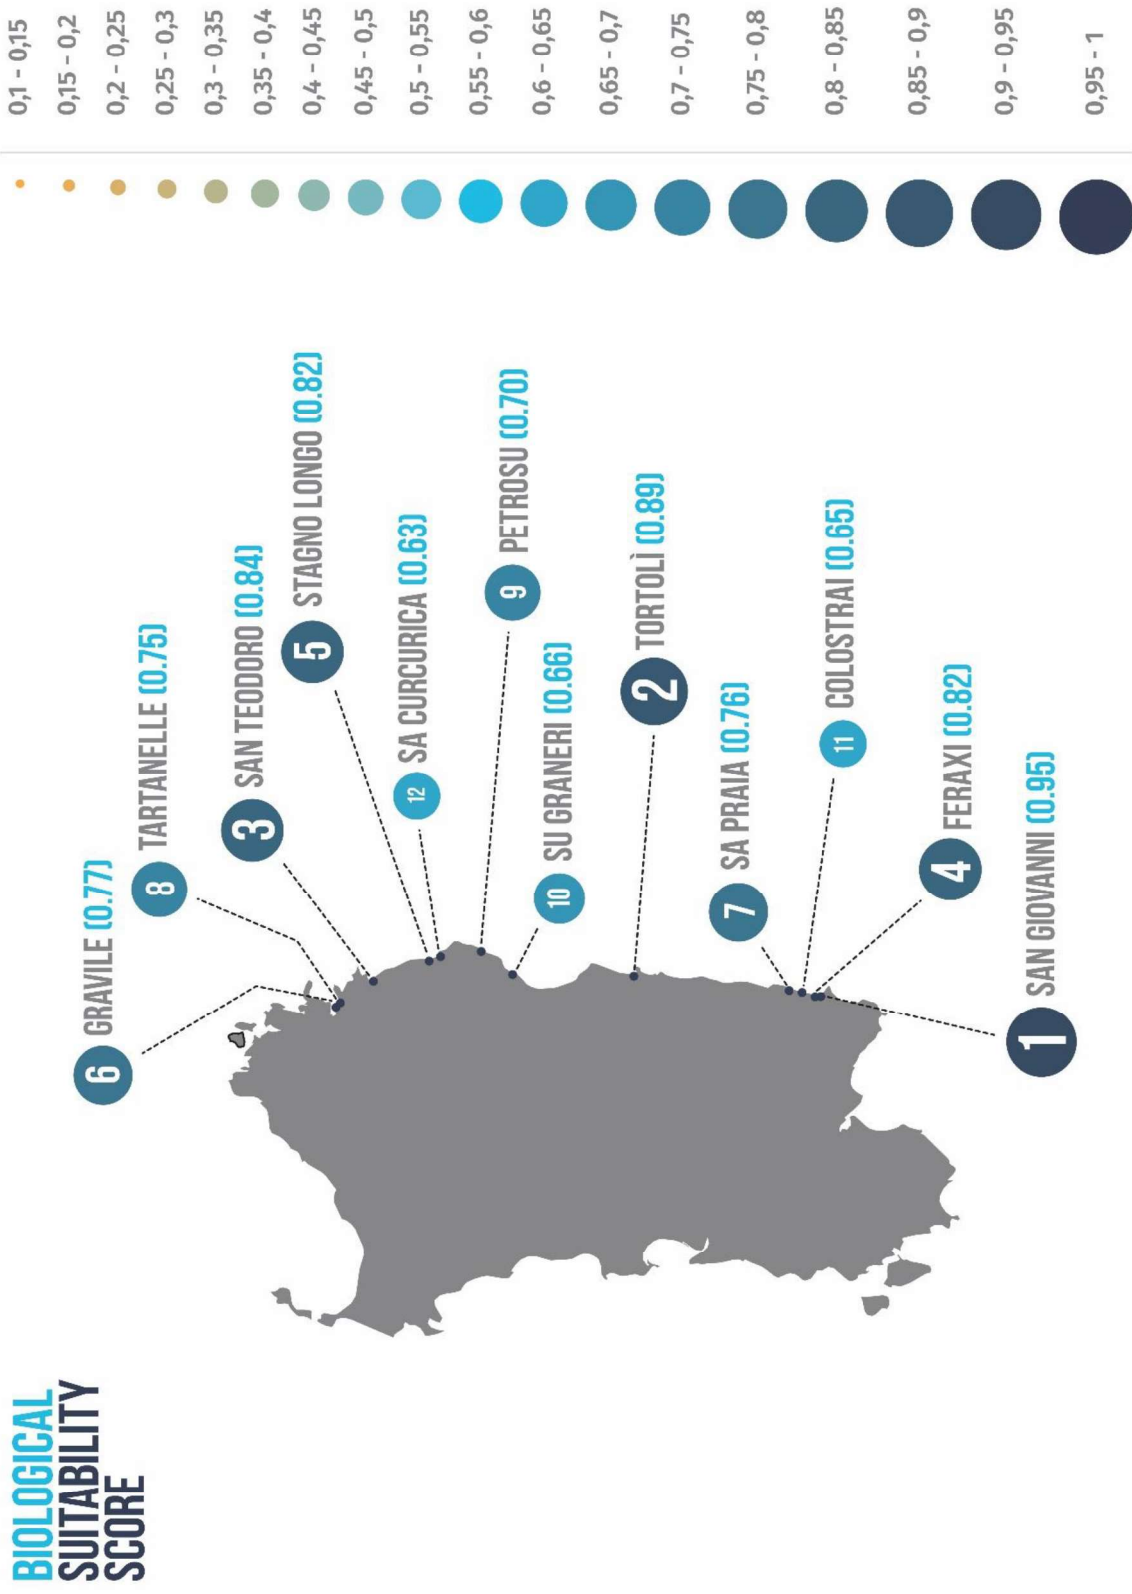 BIOLOGICAL
SUITABILITY
SCORE
6 GRAVILE (0.77)
8 TARTANELLE (0.75)
3 SAN TEODORO (0.84)
5 STAGNO LONGO (0.82)
12 SA CURCURICA (0.63)
9 PETROSU (0.70)
10 SU GRANERI (0.66)
2 TORTOLÌ (0.89)
7 SA PRAIA (0.76)
11 COLOSTRAI (0.65)
4 FERAXI (0.82)
1 SAN GIOVANNI (0.95)
0,1 - 0,15
0,15 - 0,2
0,2 - 0,25
0,25 - 0,3
0,3 - 0,35
0,35 - 0,4
0,4 - 0,45
0,45 - 0,5
0,5 - 0,55
0,55 - 0,6
0,6 - 0,65
0,65 - 0,7
0,7 - 0,75
0,75 - 0,8
0,8 - 0,85
0,85 - 0,9
0,9 - 0,95
0,95 - 1